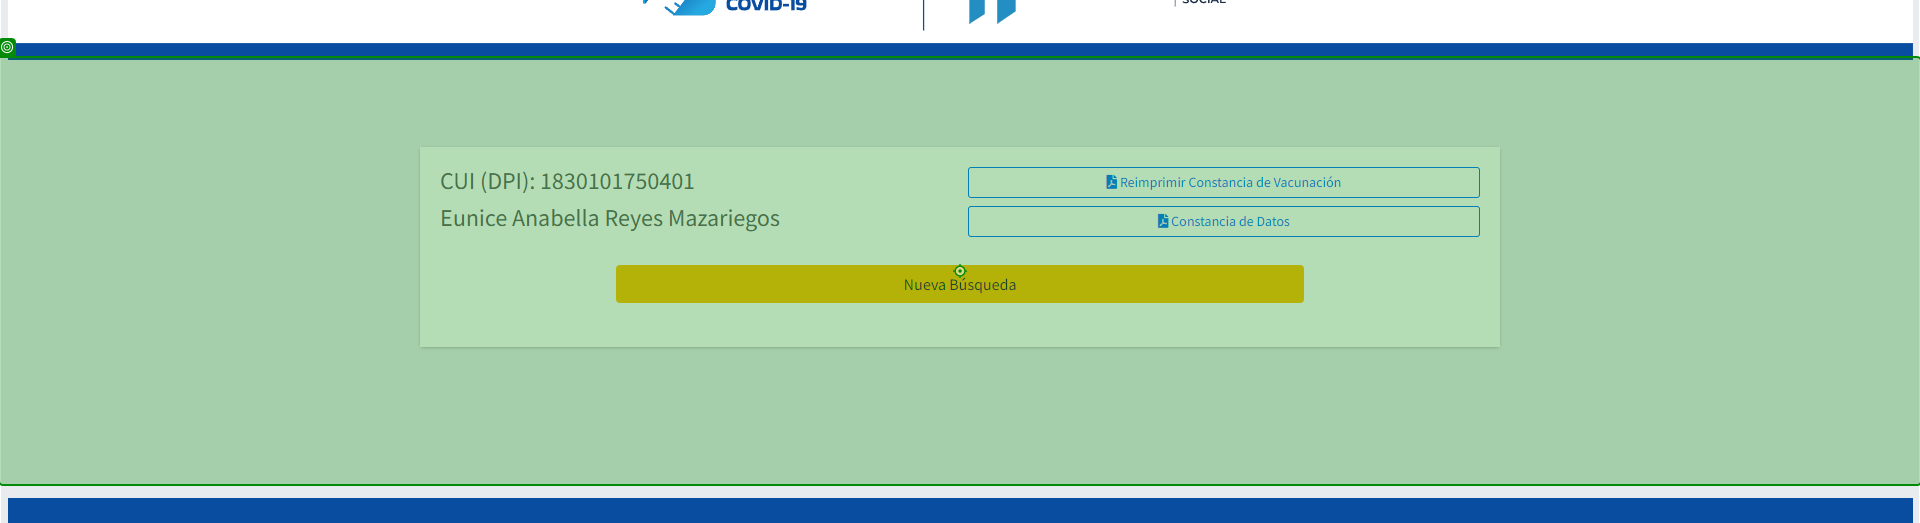 COVID-19
SOCIAL
CUI (DPI): 1830101750401
Eunice Anabella Reyes Mazariegos
Reimprimir Constancia de Vacunación
Constancia de Datos
Nueva Búsqueda